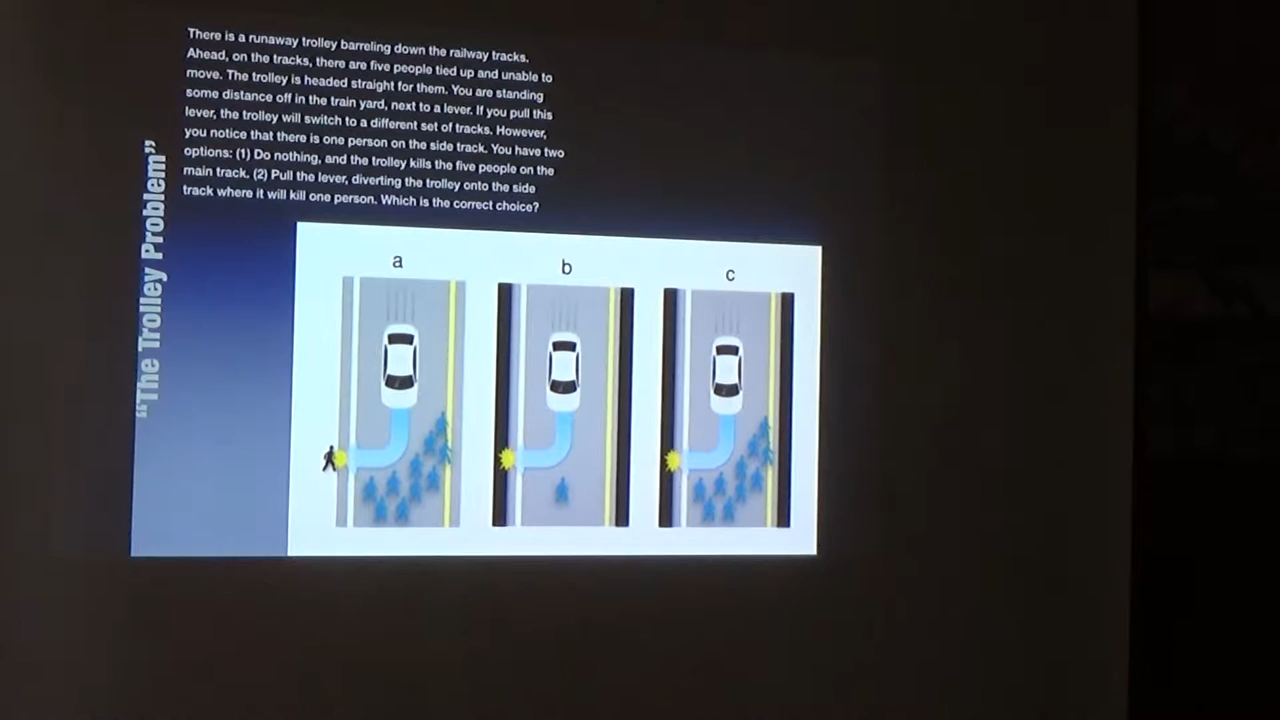 "The Trolley Problem"
There is a runaway trolley barreling down the railway tracks.
Ahead, on the tracks, there are five people tied up and unable to
move. The trolley is headed straight for them. You are standing
some distance off in the train yard, next to a lever. If you pull this
lever, the trolley will switch to a different set of tracks. However,
you notice that there is one person on the side track. You have two
options: (1) Do nothing, and the trolley kills the five people on the
main track. (2) Pull the lever, diverting the trolley onto the side
track where it will kill one person. Which is the correct choice?
a
b
c